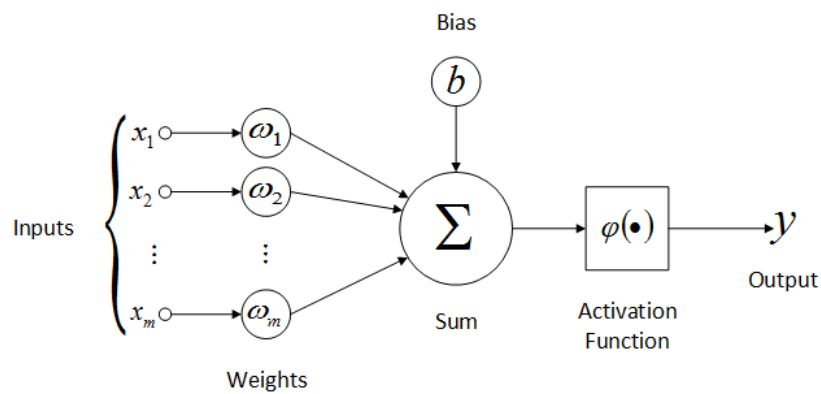 Bias
b
x₁ ω₁
x₂ ω₂
Inputs ⋮ ⋮ Σ φ(•) y
Output
xₘ ωₘ
Sum
Activation
Function
Weights